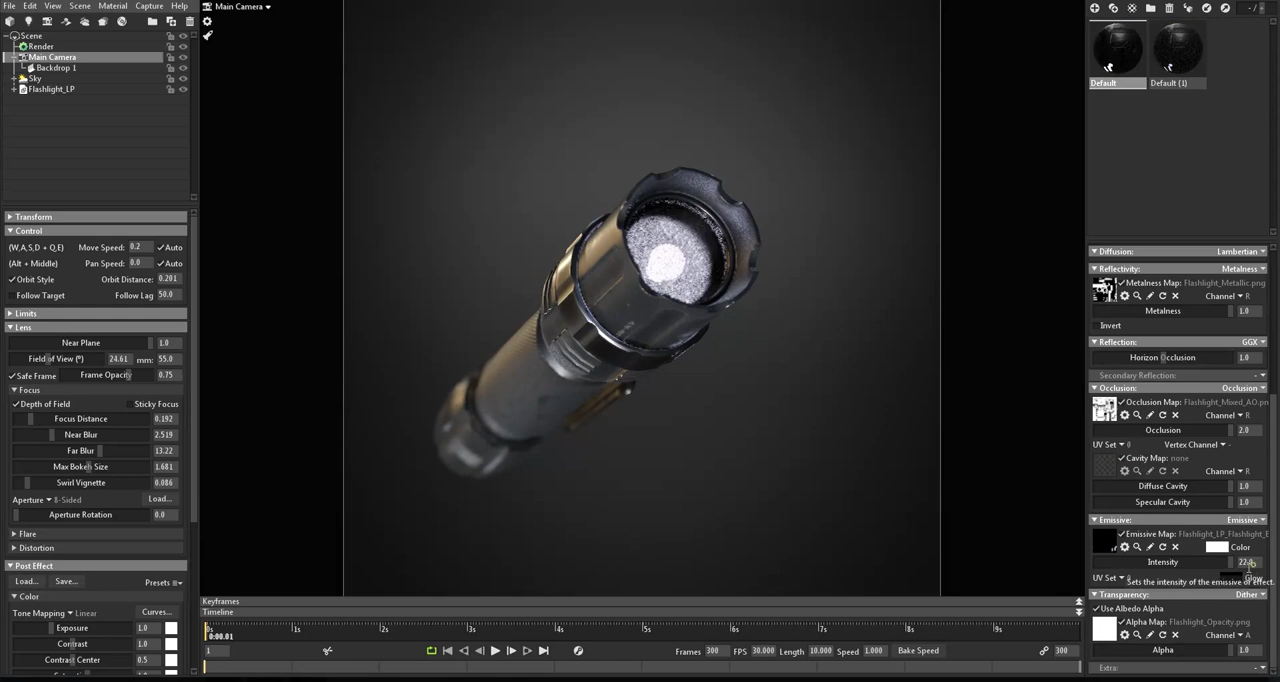 File Edit View Scene Material Capture Help
Main Camera
Scene
Render
Main Camera
Backdrop 1
Sky
Flashlight_LP
Transform
Control
(W,A,S,D + Q,E) Move Speed: 0.2 Auto
(Alt + Middle) Pan Speed: 0.0 Auto
Orbit Style Orbit Distance: 0.201
Follow Target Follow Lag 50.0
Limits
Lens
Near Plane 1.0
Field of View (°) 24.61 mm: 55.0
Safe Frame Frame Opacity 0.75
Focus
Depth of Field Sticky Focus
Focus Distance 0.192
Near Blur 2.519
Far Blur 13.22
Max Bokeh Size 1.681
Swirl Vignette 0.086
Aperture 8-Sided Load...
Aperture Rotation 0.0
Flare
Distortion
Post Effect
Load... Save... Presets
Color
Tone Mapping Linear Curves...
Exposure 1.0
Contrast 1.0
Contrast Center 0.5
Keyframes
Timeline
0s 1s 2s 3s 4s 5s 6s 7s 8s 9s
0:00.01
1 Frames 300 FPS 30.000 Length 10.000 Speed 1.000 Bake Speed 300
Default Default (1)
Diffusion: Lambertian
Reflectivity: Metalness
Metalness Map: Flashlight_Metallic.png
Channel R
Metalness 1.0
Invert
Reflection: GGX
Horizon Occlusion 1.0
Secondary Reflection: -
Occlusion: Occlusion
Occlusion Map: Flashlight_Mixed_AO.pn
Channel R
Occlusion 2.0
UV Set 0 Vertex Channel -
Cavity Map: none
Channel R
Diffuse Cavity 1.0
Specular Cavity 1.0
Emissive: Emissive
Emissive Map: Flashlight_LP_Flashlight_E
Color
Intensity
UV Set Glow
Sets the intensity of the emissive effect.
Transparency: Dither
Use Albedo Alpha
Alpha Map: Flashlight_Opacity.png
Channel A
Alpha 1.0
Extra: -